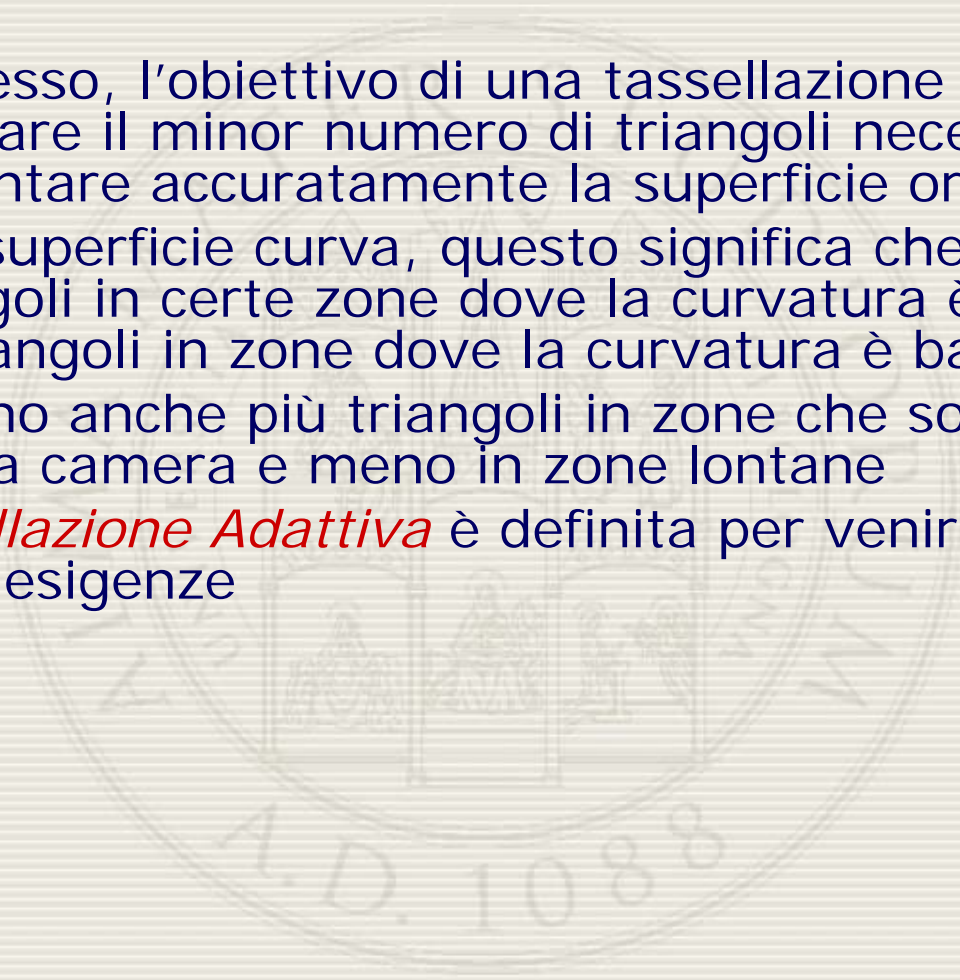 esso, l'obiettivo di una tassellazione
are il minor numero di triangoli nece
ntare accuratamente la superficie or
superficie curva, questo significa che
goli in certe zone dove la curvatura è
angoli in zone dove la curvatura è ba
no anche più triangoli in zone che so
a camera e meno in zone lontane
llazione Adattiva è definita per venir
esigenze
A.D. 1088